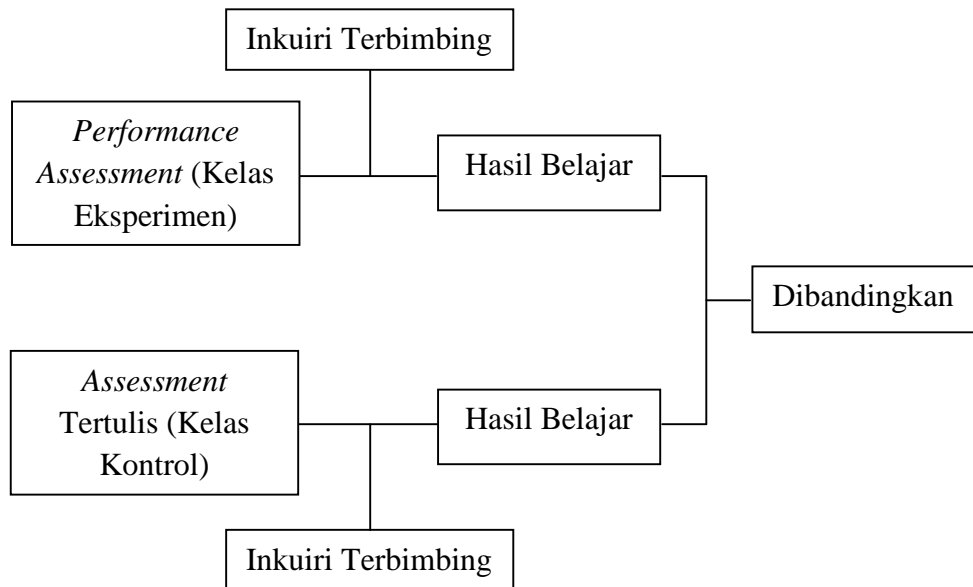 Inkuiri Terbimbing
Performance
Assessment (Kelas
Eksperimen)
Hasil Belajar
Dibandingkan
Assessment
Tertulis (Kelas
Kontrol)
Hasil Belajar
Inkuiri Terbimbing